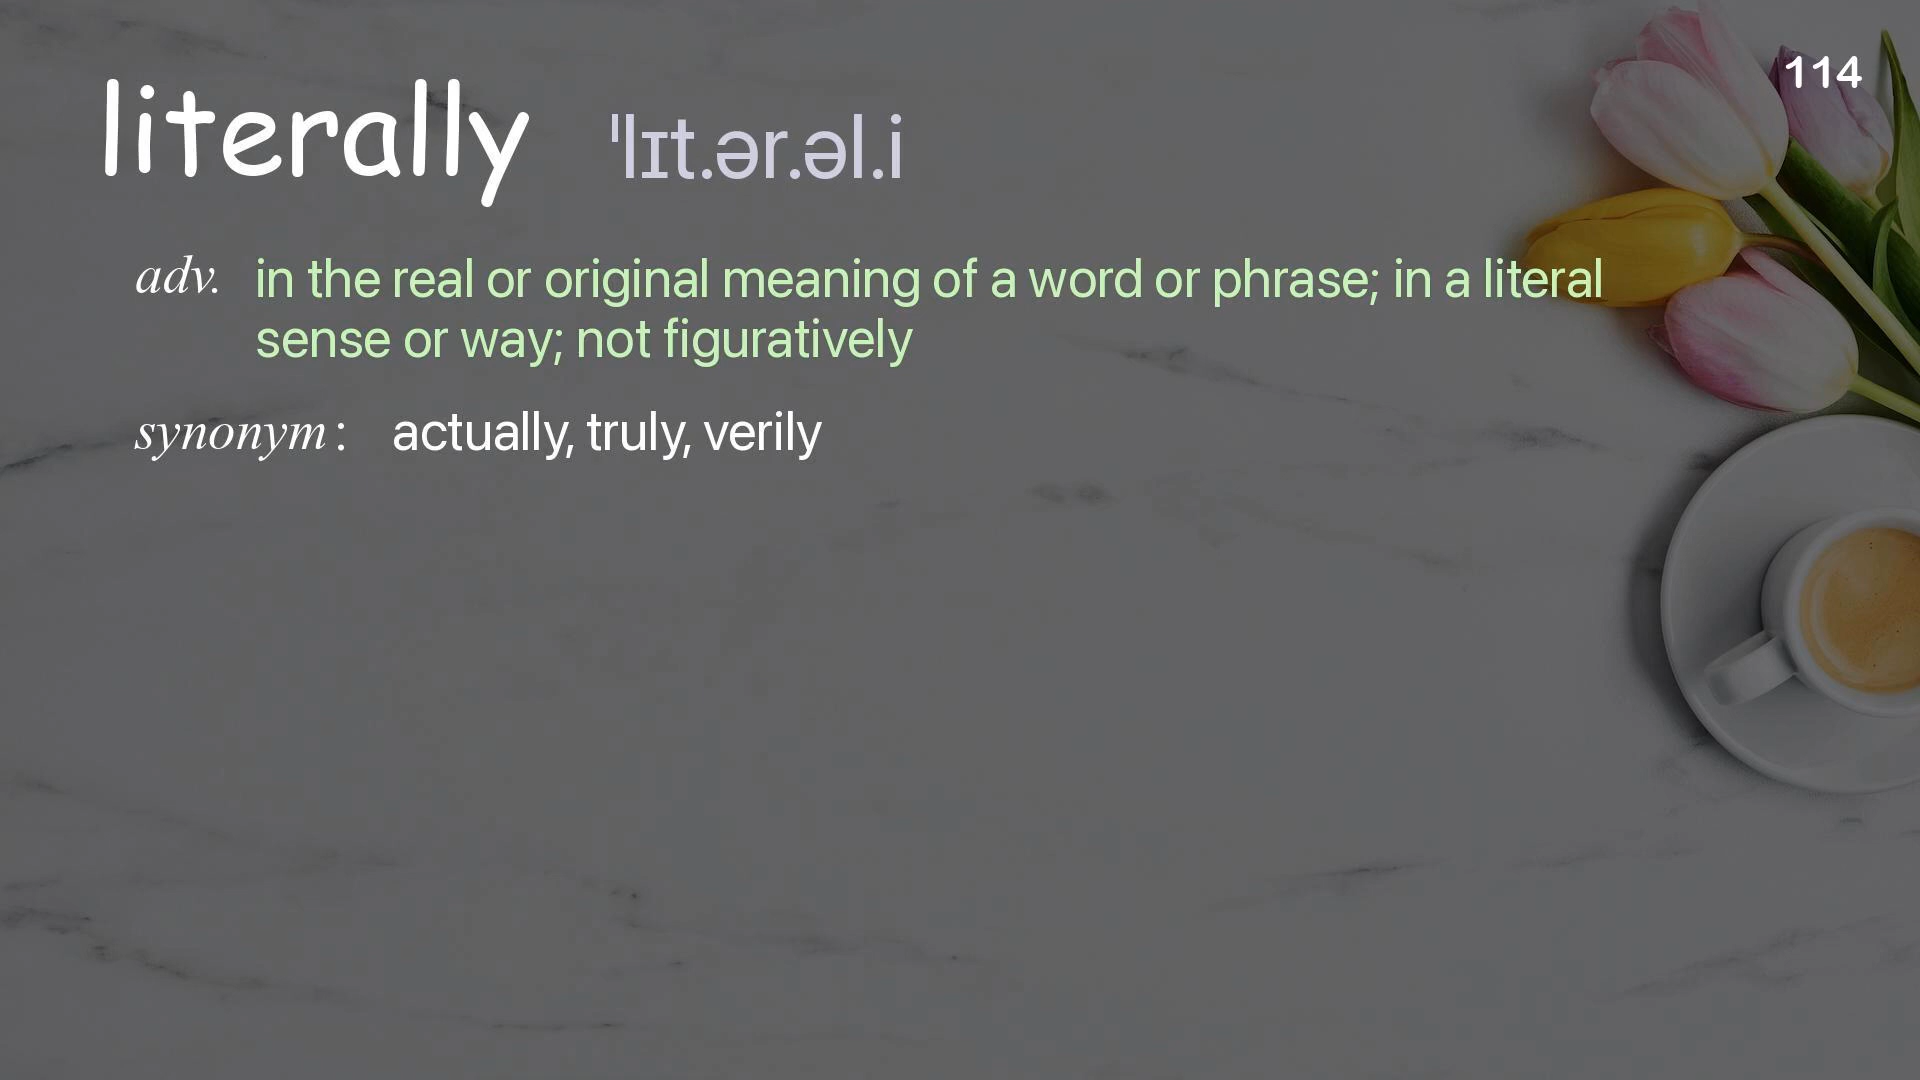 114
literally ˈlɪt.ər.əl.i
adv. in the real or original meaning of a word or phrase; in a literal
sense or way; not figuratively
synonym : actually, truly, verily